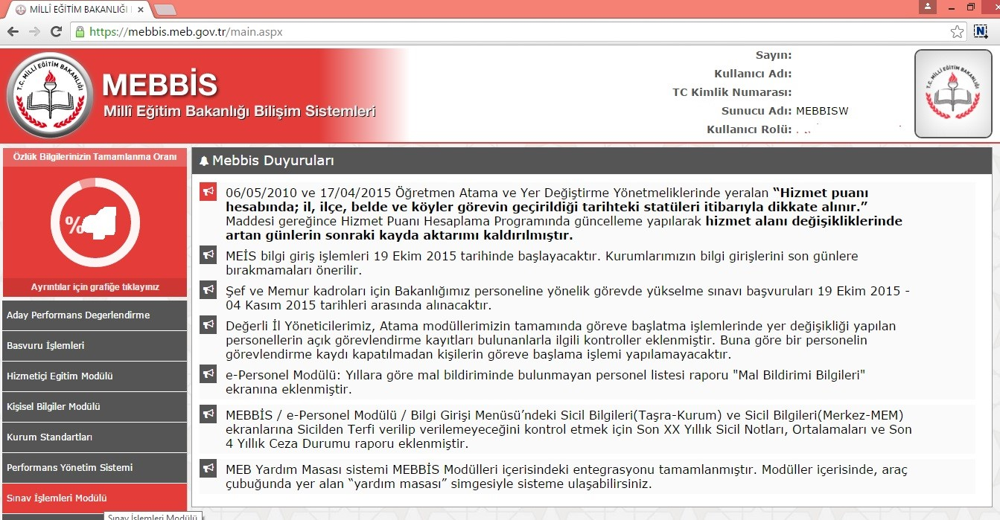 MİLLÎ EĞİTİM BAKANLIĞI
https://mebbis.meb.gov.tr/main.aspx
T.C. MİLLİ EĞİTİM BAKANLIĞI
MEBBİS
Millî Eğitim Bakanlığı Bilişim Sistemleri
Sayın:
Kullanıcı Adı:
TC Kimlik Numarası:
Sunucu Adı: MEBBISW
Kullanıcı Rolü:
T.C. MİLLİ EĞİTİM BAKANLIĞI
Özlük Bilgilerinizin Tamamlanma Oranı
%
Ayrıntılar için grafiğe tıklayınız
Aday Performans Degerlendirme
Basvuru İşlemleri
Hizmetiçi Egitim Modülü
Kişisel Bilgiler Modülü
Kurum Standartları
Performans Yönetim Sistemi
Sınav İşlemleri Modülü
Sınav İşlemleri Modülü
Mebbis Duyuruları
06/05/2010 ve 17/04/2015 Öğretmen Atama ve Yer Değiştirme Yönetmeliklerinde yeralan “Hizmet puanı
hesabında; il, ilçe, belde ve köyler görevin geçirildiği tarihteki statüleri itibarıyla dikkate alınır.”
Maddesi gereğince Hizmet Puanı Hesaplama Programında güncelleme yapılarak hizmet alanı değişikliklerinde
artan günlerin sonraki kayda aktarımı kaldırılmıştır.
MEİS bilgi giriş işlemleri 19 Ekim 2015 tarihinde başlayacaktır. Kurumlarımızın bilgi girişlerini son günlere
bırakmamaları önerilir.
Şef ve Memur kadroları için Bakanlığımız personeline yönelik görevde yükselme sınavı başvuruları 19 Ekim 2015 -
04 Kasım 2015 tarihleri arasında alınacaktır.
Değerli İl Yöneticilerimiz, Atama modüllerimizin tamamında göreve başlatma işlemlerinde yer değişikliği yapılan
personellerin açık görevlendirme kayıtları bulunanlarla ilgili kontroller eklenmiştir. Buna göre bir personelin
görevlendirme kaydı kapatılmadan kişilerin göreve başlama işlemi yapılamayacaktır.
e-Personel Modülü: Yıllara göre mal bildiriminde bulunmayan personel listesi raporu "Mal Bildirimi Bilgileri"
ekranına eklenmiştir.
MEBBİS / e-Personel Modülü / Bilgi Girişi Menüsü’ndeki Sicil Bilgileri(Taşra-Kurum) ve Sicil Bilgileri(Merkez-MEM)
ekranlarına Sicilden Terfi verilip verilemeyeceğini kontrol etmek için Son XX Yıllık Sicil Notları, Ortalamaları ve Son
4 Yıllık Ceza Durumu raporu eklenmiştir.
MEB Yardım Masası sistemi MEBBİS Modülleri içerisindeki entegrasyonu tamamlanmıştır. Modüller içerisinde, araç
çubuğunda yer alan “yardım masası” simgesiyle sisteme ulaşabilirsiniz.